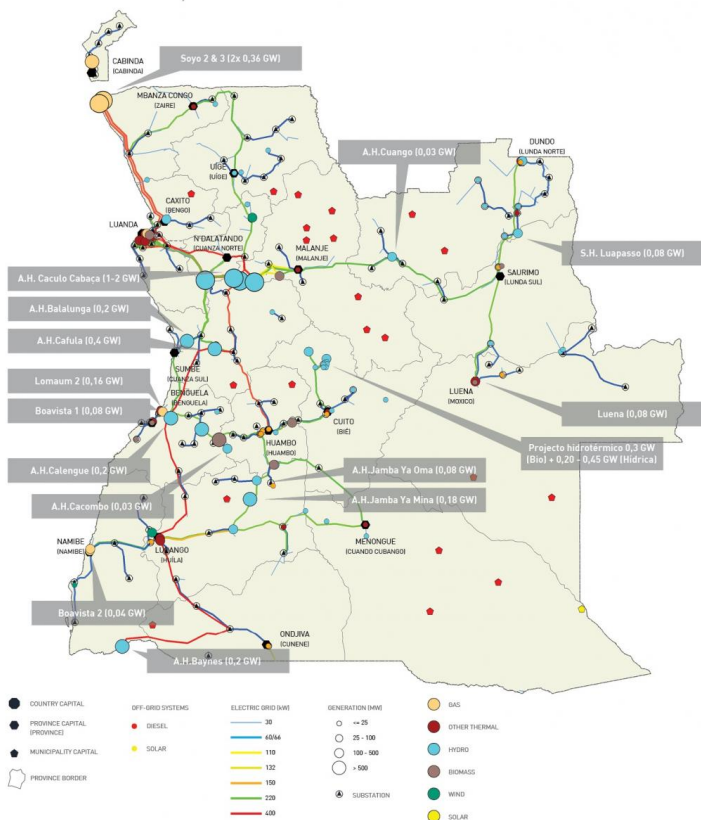 CABINDA
(CABINDA)
Soyo 2 & 3 (2x 0,36 GW)
MBANZA CONGO
(ZAIRE)
UÍGE
(UÍGE)
A.H.Cuango (0,03 GW)
DUNDO
(LUNDA NORTE)
CAXITO
(BENGO)
LUANDA
N'DALATANDO
(CUANZA NORTE)
MALANJE
(MALANJE)
S.H. Luapasso (0,08 GW)
SAURIMO
(LUNDA SUL)
A.H. Caculo Cabaça (1-2 GW)
A.H.Balalunga (0,2 GW)
A.H.Cafula (0,4 GW)
SUMBE
(CUANZA SUL)
Lomaum 2 (0,16 GW)
BENGUELA
(BENGUELA)
Boavista 1 (0,08 GW)
CUITO
(BIÉ)
LUENA
(MOXICO)
Luena (0,08 GW)
HUAMBO
(HUAMBO)
Projecto hidrotérmico 0,3 GW
(Bio) + 0,20 - 0,45 GW (Hídrica)
A.H.Calengue (0,2 GW)
A.H.Jamba Ya Oma (0,08 GW)
A.H.Cacombo (0,03 GW)
A.H.Jamba Ya Mina (0,18 GW)
NAMIBE
(NAMIBE)
LUBANGO
(HUÍLA)
MENONGUE
(CUANDO CUBANGO)
Boavista 2 (0,04 GW)
ONDJIVA
(CUNENE)
A.H.Baynes (0,2 GW)
COUNTRY CAPITAL
PROVINCE CAPITAL
(PROVINCE)
MUNICIPALITY CAPITAL
PROVINCE BORDER
OFF-GRID SYSTEMS
DIESEL
SOLAR
ELECTRIC GRID (kW)
30
60/66
110
132
150
220
400
GENERATION (MW)
<= 25
25 - 100
100 - 500
> 500
SUBSTATION
GAS
OTHER THERMAL
HYDRO
BIOMASS
WIND
SOLAR